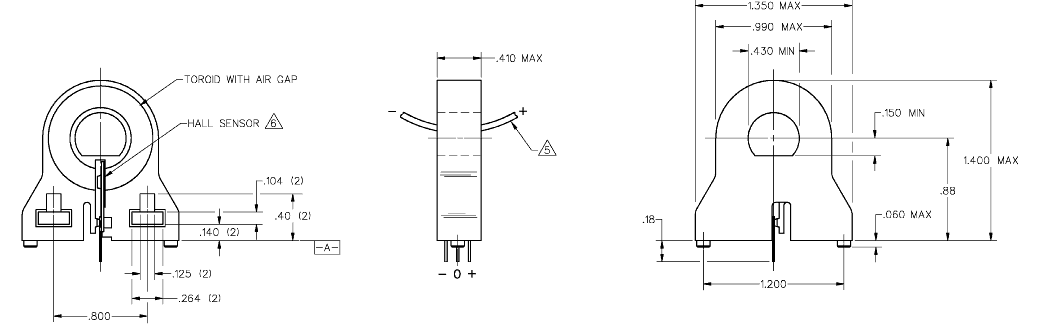 TOROID WITH AIR GAP
HALL SENSOR 6
.104 (2)
.40 (2)
.140 (2)
-A-
.125 (2)
.264 (2)
.800
.410 MAX
-
+
5
- 0 +
1.350 MAX
.990 MAX
.430 MIN
.150 MIN
1.400 MAX
.88
.18
.060 MAX
1.200